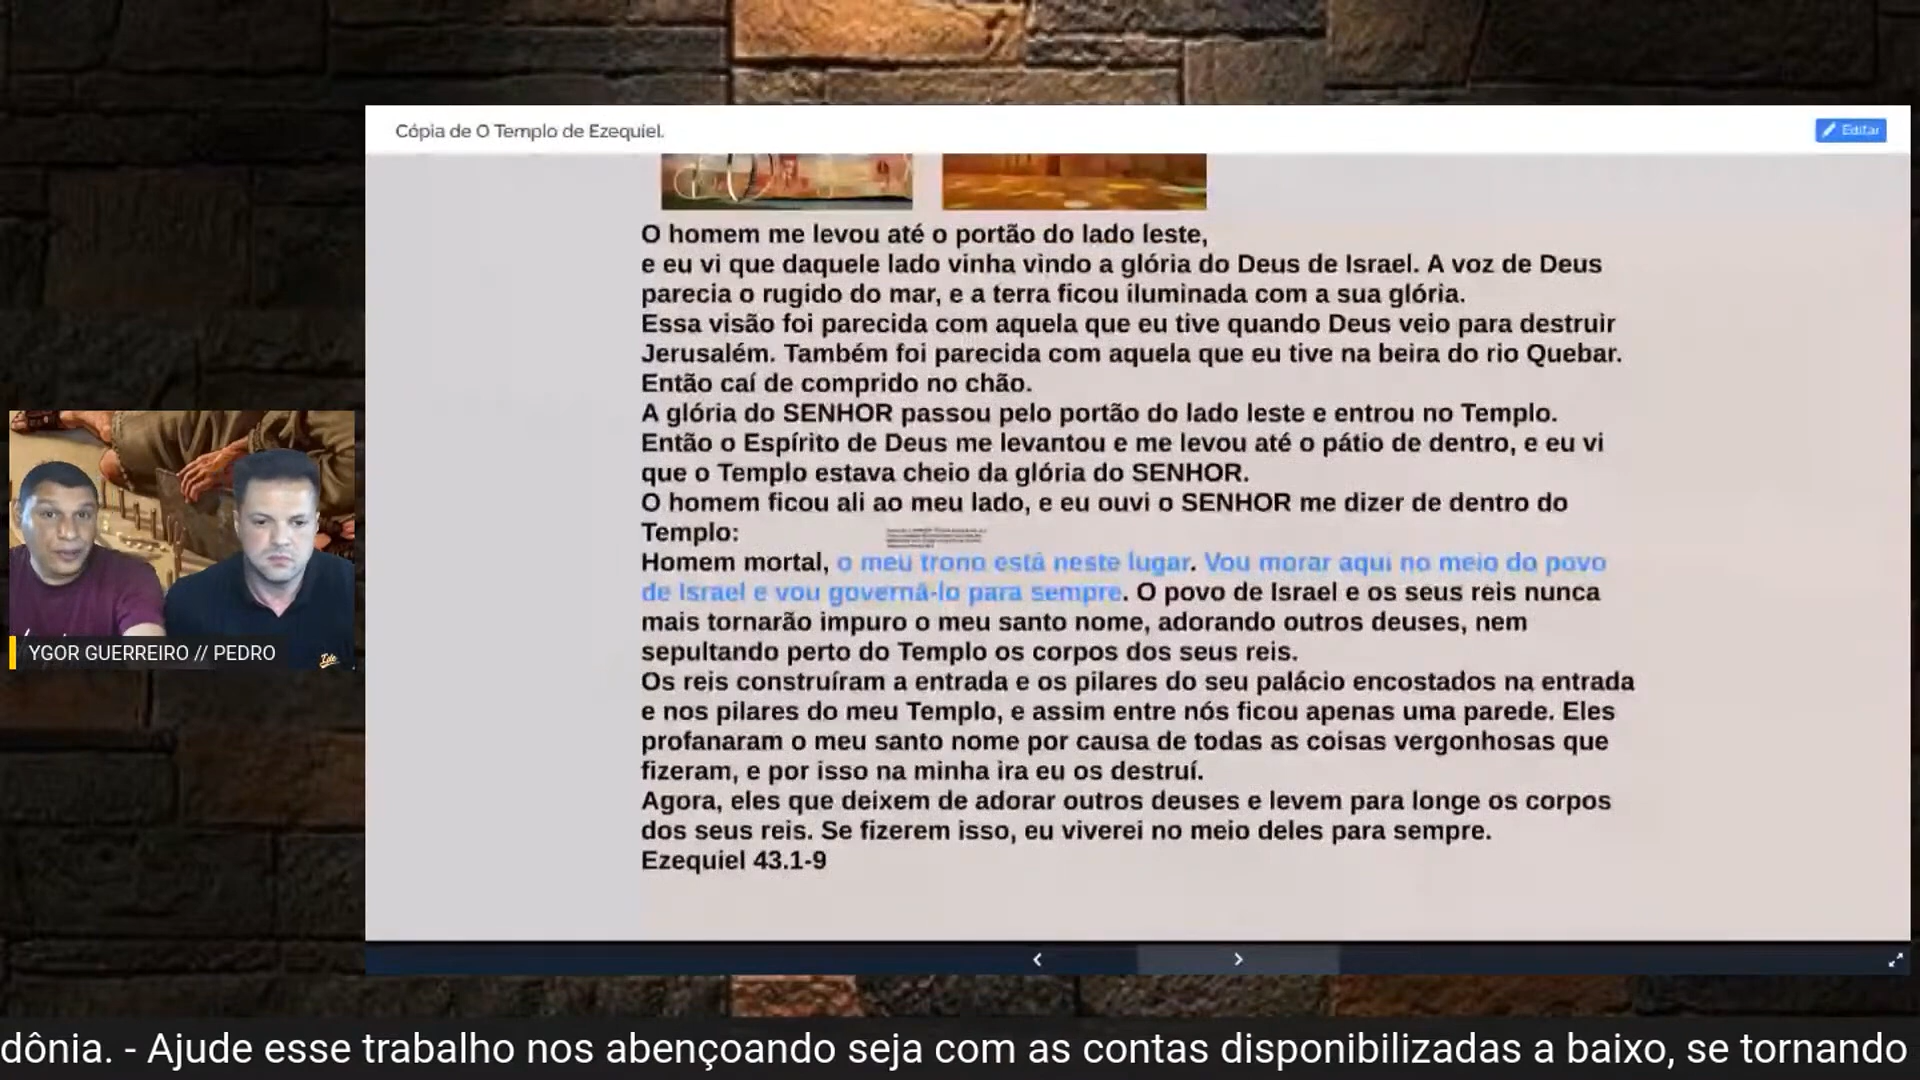 Cópia de O Templo de Ezequiel.
Editar
O homem me levou até o portão do lado leste,
e eu vi que daquele lado vinha vindo a glória do Deus de Israel. A voz de Deus
parecia o rugido do mar, e a terra ficou iluminada com a sua glória.
Essa visão foi parecida com aquela que eu tive quando Deus veio para destruir
Jerusalém. Também foi parecida com aquela que eu tive na beira do rio Quebar.
Então caí de comprido no chão.
A glória do SENHOR passou pelo portão do lado leste e entrou no Templo.
Então o Espírito de Deus me levantou e me levou até o pátio de dentro, e eu vi
que o Templo estava cheio da glória do SENHOR.
O homem ficou ali ao meu lado, e eu ouvi o SENHOR me dizer de dentro do
Templo:
Homem mortal, o meu trono está neste lugar. Vou morar aqui no meio do povo
de Israel e vou governá-lo para sempre. O povo de Israel e os seus reis nunca
mais tornarão impuro o meu santo nome, adorando outros deuses, nem
sepultando perto do Templo os corpos dos seus reis.
Os reis construíram a entrada e os pilares do seu palácio encostados na entrada
e nos pilares do meu Templo, e assim entre nós ficou apenas uma parede. Eles
profanaram o meu santo nome por causa de todas as coisas vergonhosas que
fizeram, e por isso na minha ira eu os destruí.
Agora, eles que deixem de adorar outros deuses e levem para longe os corpos
dos seus reis. Se fizerem isso, eu viverei no meio deles para sempre.
Ezequiel 43.1-9
YGOR GUERREIRO // PEDRO
dônia. - Ajude esse trabalho nos abençoando seja com as contas disponibilizadas a baixo, se tornando